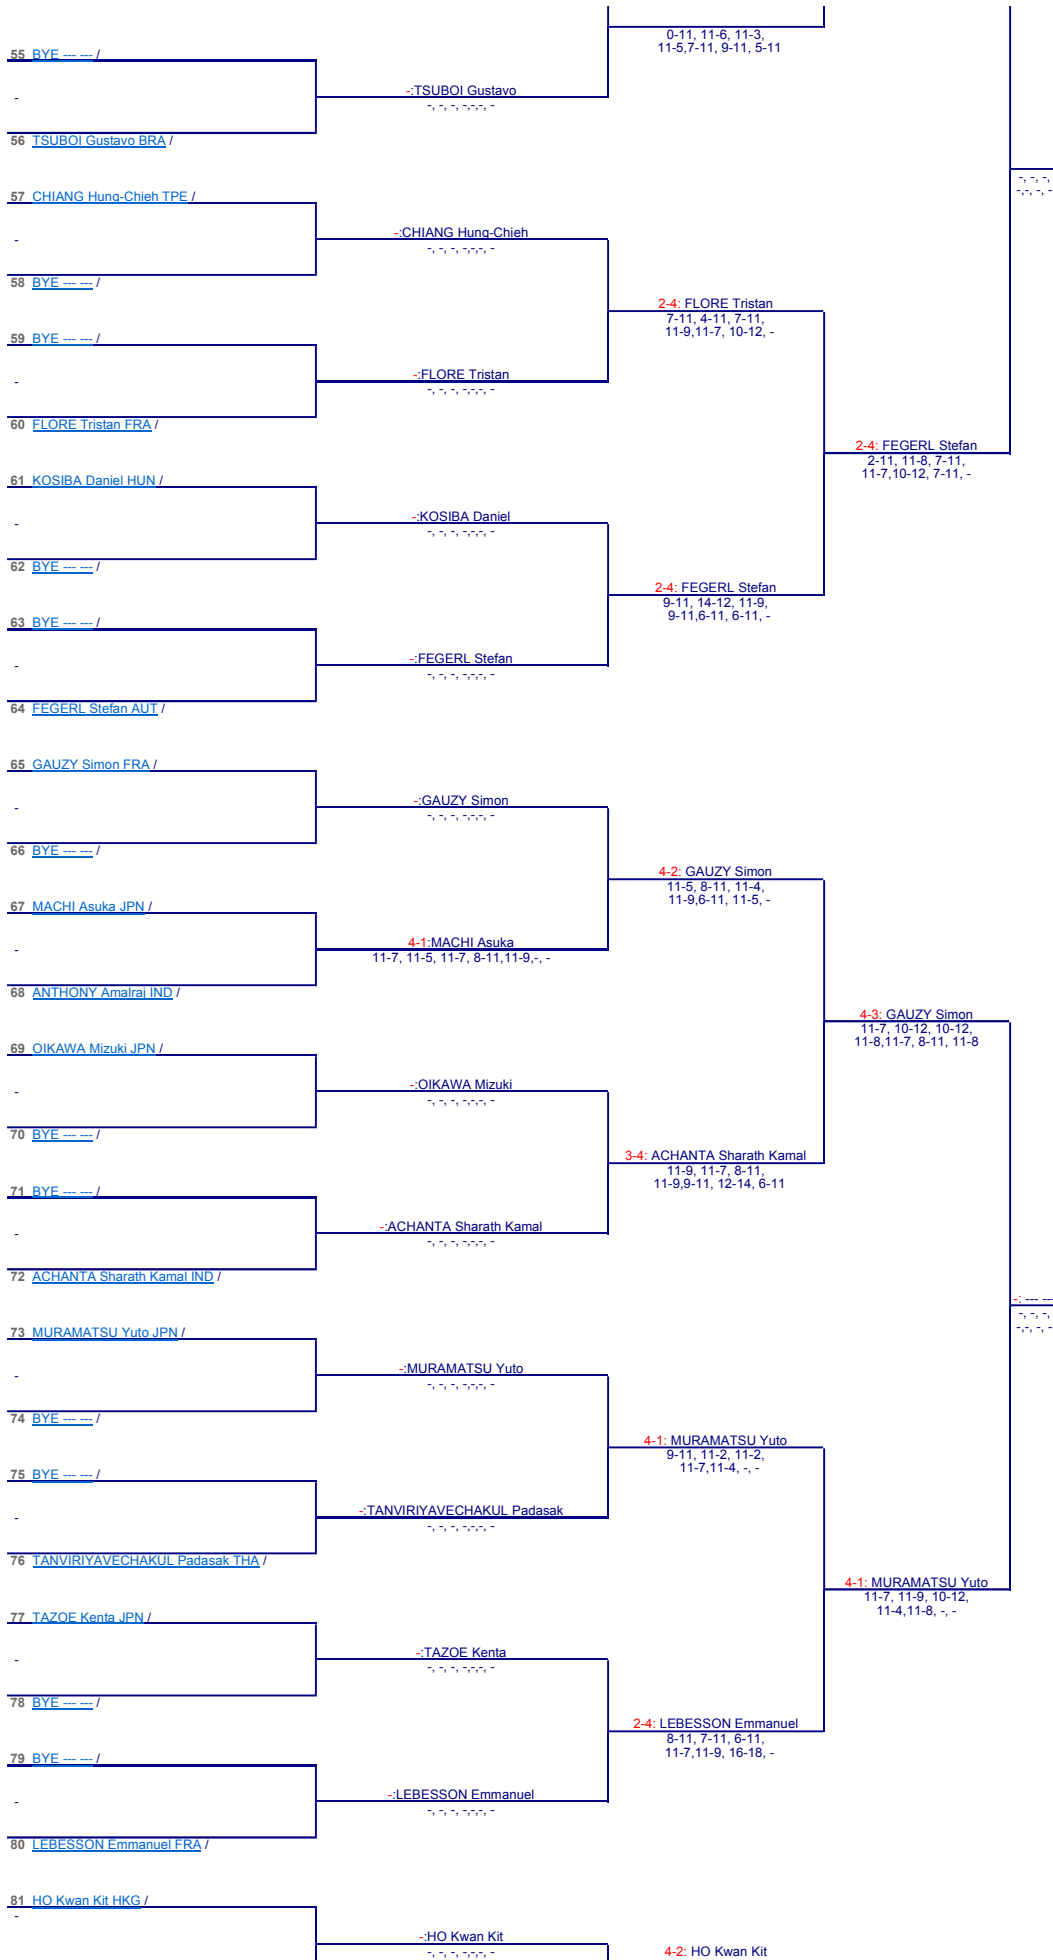 0-11, 11-6, 11-3,
11-5,7-11, 9-11, 5-11
55 BYE --- --- /
-
-:TSUBOI Gustavo
-, -, -, -,-,-, -
56 TSUBOI Gustavo BRA /
-, -, -,
-,-, -, -
57 CHIANG Hung-Chieh TPE /
-
-:CHIANG Hung-Chieh
-, -, -, -,-,-, -
58 BYE --- --- /
2-4: FLORE Tristan
7-11, 4-11, 7-11,
11-9,11-7, 10-12, -
59 BYE --- --- /
-
-:FLORE Tristan
-, -, -, -,-,-, -
60 FLORE Tristan FRA /
2-4: FEGERL Stefan
2-11, 11-8, 7-11,
11-7,10-12, 7-11, -
61 KOSIBA Daniel HUN /
-
-:KOSIBA Daniel
-, -, -, -,-,-, -
62 BYE --- --- /
2-4: FEGERL Stefan
9-11, 14-12, 11-9,
9-11,6-11, 6-11, -
63 BYE --- --- /
-
-:FEGERL Stefan
-, -, -, -,-,-, -
64 FEGERL Stefan AUT /
65 GAUZY Simon FRA /
-
-:GAUZY Simon
-, -, -, -,-,-, -
66 BYE --- --- /
4-2: GAUZY Simon
11-5, 8-11, 11-4,
11-9,6-11, 11-5, -
67 MACHI Asuka JPN /
-
4-1:MACHI Asuka
11-7, 11-5, 11-7, 8-11,11-9,-, -
68 ANTHONY Amalraj IND /
4-3: GAUZY Simon
11-7, 10-12, 10-12,
11-8,11-7, 8-11, 11-8
69 OIKAWA Mizuki JPN /
-
-:OIKAWA Mizuki
-, -, -, -,-,-, -
70 BYE --- --- /
3-4: ACHANTA Sharath Kamal
11-9, 11-7, 8-11,
11-9,9-11, 12-14, 6-11
71 BYE --- --- /
-
-:ACHANTA Sharath Kamal
-, -, -, -,-,-, -
72 ACHANTA Sharath Kamal IND /
-: --- ---
-, -, -,
-,-, -, -
73 MURAMATSU Yuto JPN /
-
-:MURAMATSU Yuto
-, -, -, -,-,-, -
74 BYE --- --- /
4-1: MURAMATSU Yuto
9-11, 11-2, 11-2,
11-7,11-4, -, -
75 BYE --- --- /
-
-:TANVIRIYAVECHAKUL Padasak
-, -, -, -,-,-, -
76 TANVIRIYAVECHAKUL Padasak THA /
4-1: MURAMATSU Yuto
11-7, 11-9, 10-12,
11-4,11-8, -, -
77 TAZOE Kenta JPN /
-
-:TAZOE Kenta
-, -, -, -,-,-, -
78 BYE --- --- /
2-4: LEBESSON Emmanuel
8-11, 7-11, 6-11,
11-7,11-9, 16-18, -
79 BYE --- --- /
-
-:LEBESSON Emmanuel
-, -, -, -,-,-, -
80 LEBESSON Emmanuel FRA /
81 HO Kwan Kit HKG /
-
-:HO Kwan Kit
-, -, -, -,-,-, -
4-2: HO Kwan Kit